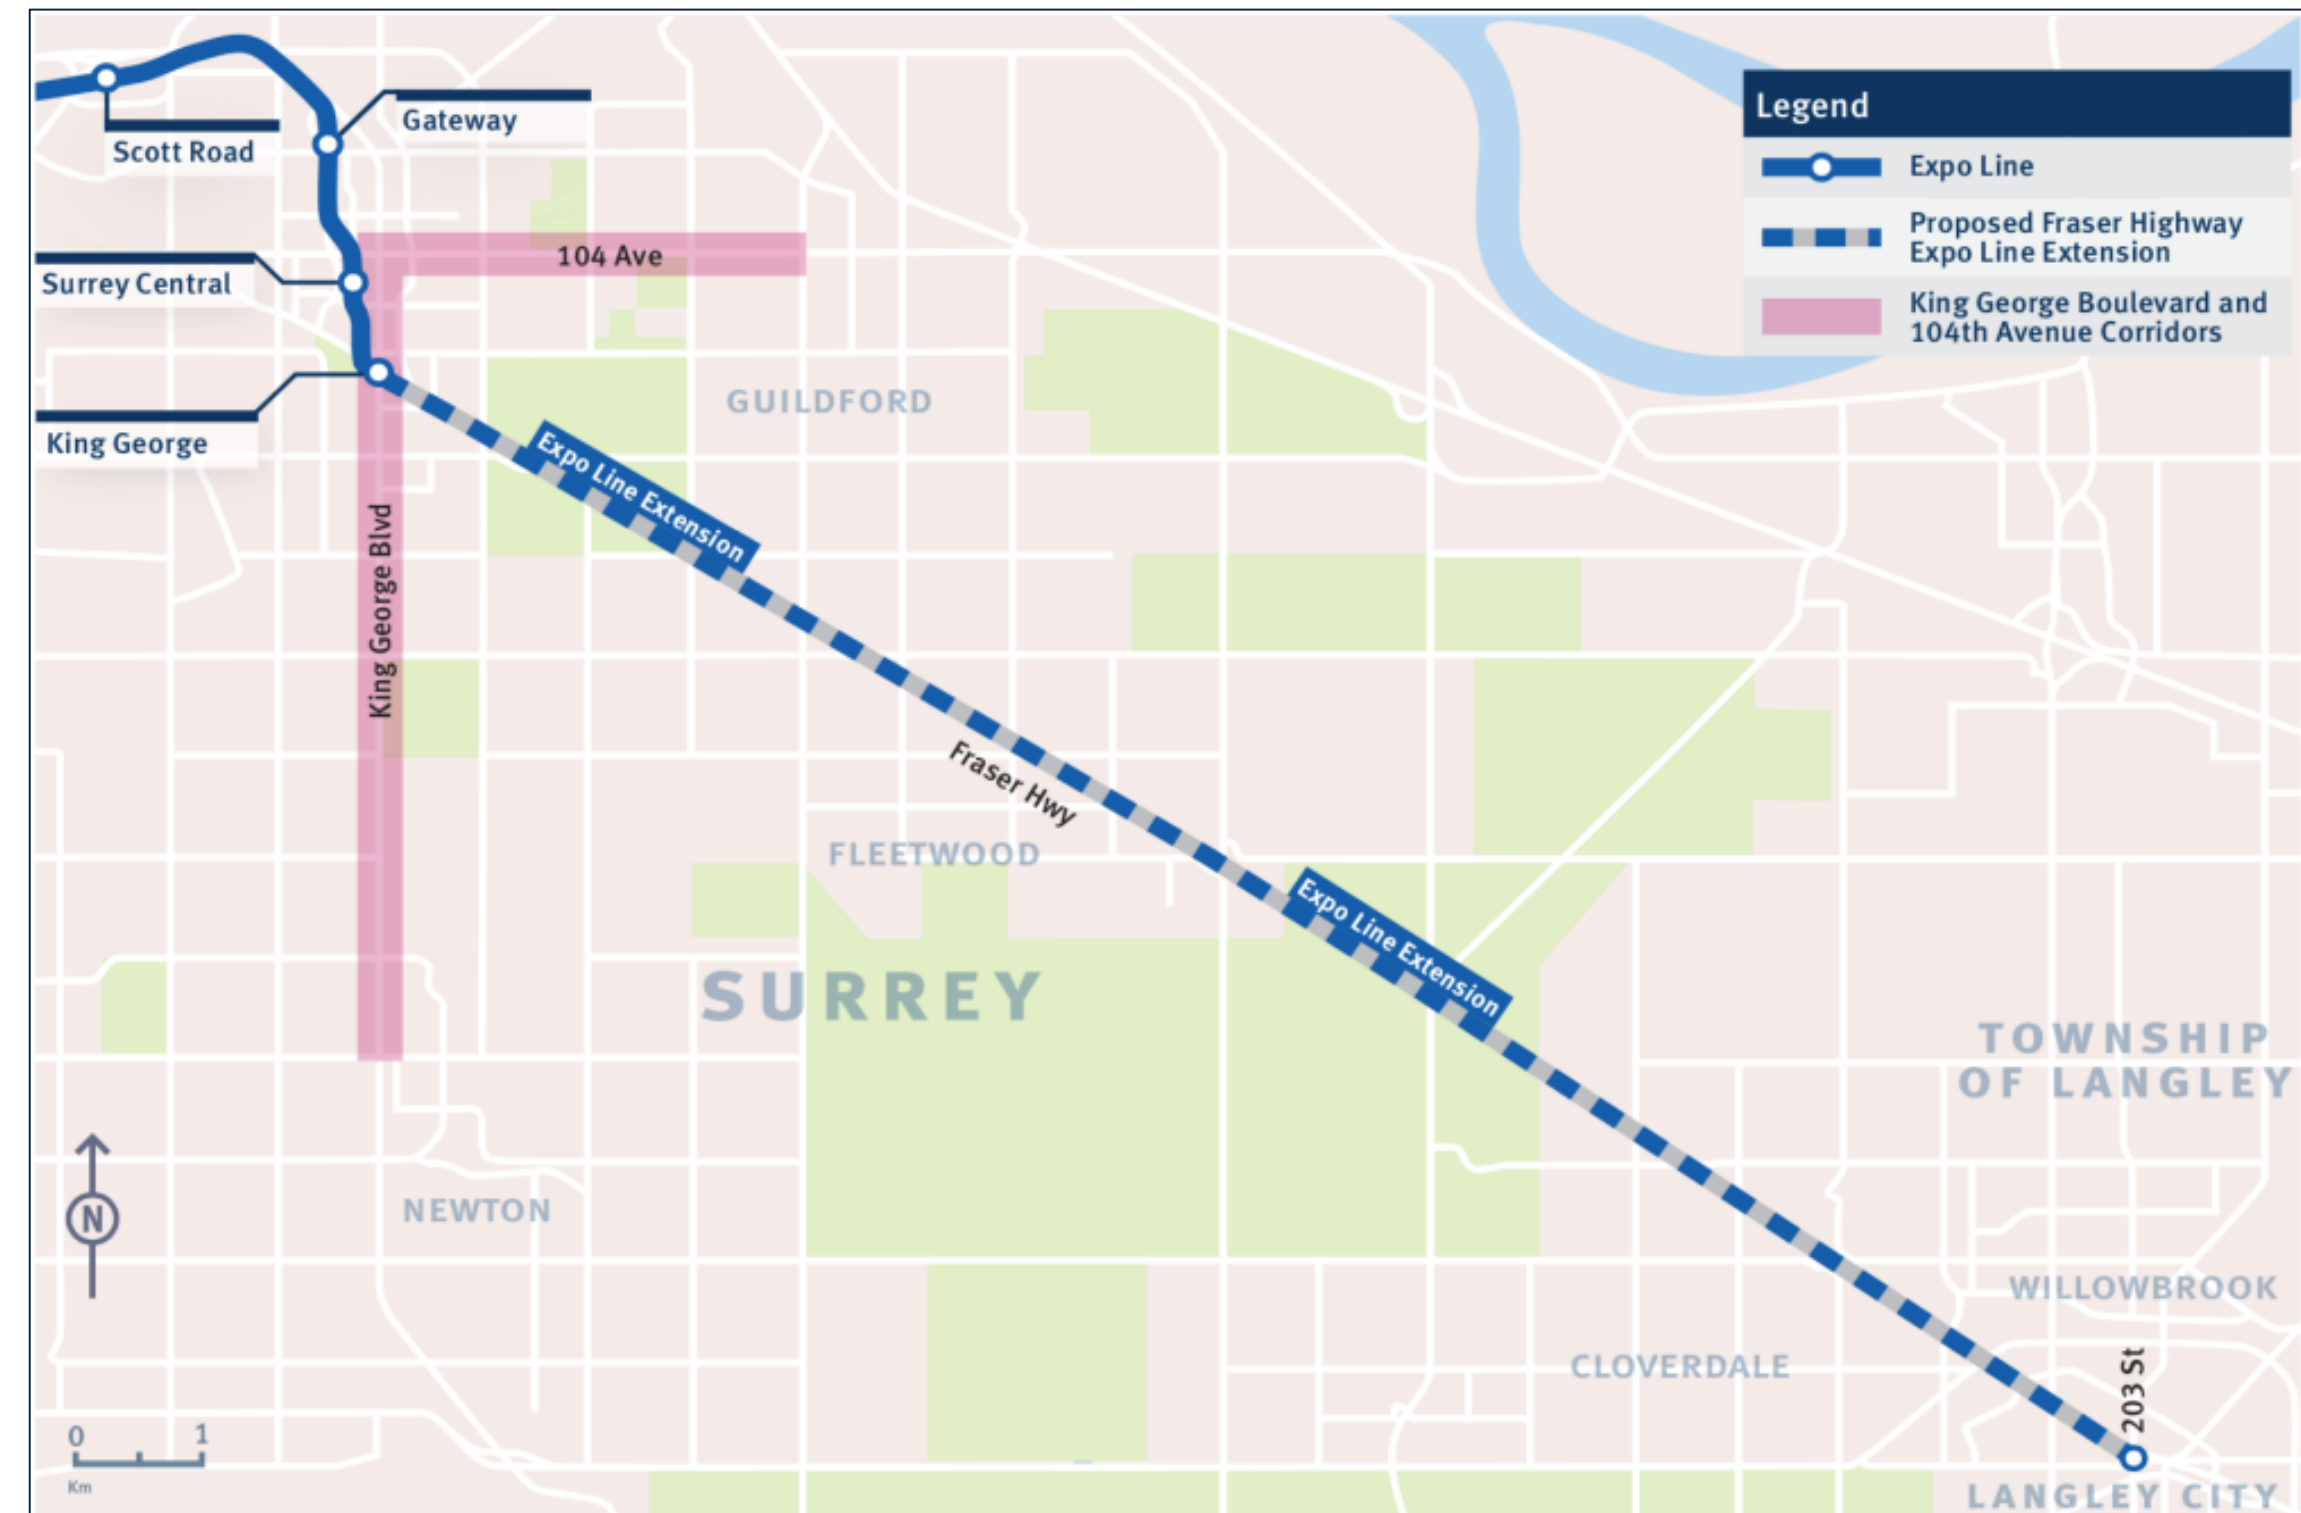 Legend
Expo Line
Proposed Fraser Highway
Expo Line Extension
King George Boulevard and
104th Avenue Corridors
Gateway
Scott Road
104 Ave
Surrey Central
GUILDFORD
King George
Expo Line Extension
King George Blvd
Fraser Hwy
FLEETWOOD
Expo Line Extension
SURREY
TOWNSHIP
OF LANGLEY
NEWTON
N
WILLOWBROOK
CLOVERDALE
203 St
0 1
Km
LANGLEY CITY